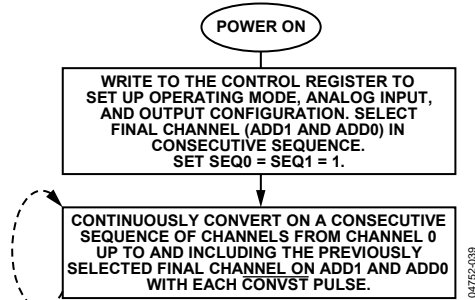 POWER ON
WRITE TO THE CONTROL REGISTER TO
SET UP OPERATING MODE, ANALOG INPUT,
AND OUTPUT CONFIGURATION. SELECT
FINAL CHANNEL (ADD1 AND ADD0) IN
CONSECUTIVE SEQUENCE.
SET SEQ0 = SEQ1 = 1.
CONTINUOUSLY CONVERT ON A CONSECUTIVE
SEQUENCE OF CHANNELS FROM CHANNEL 0
UP TO AND INCLUDING THE PREVIOUSLY
SELECTED FINAL CHANNEL ON ADD1 AND ADD0
WITH EACH CONVST PULSE.
04752-039